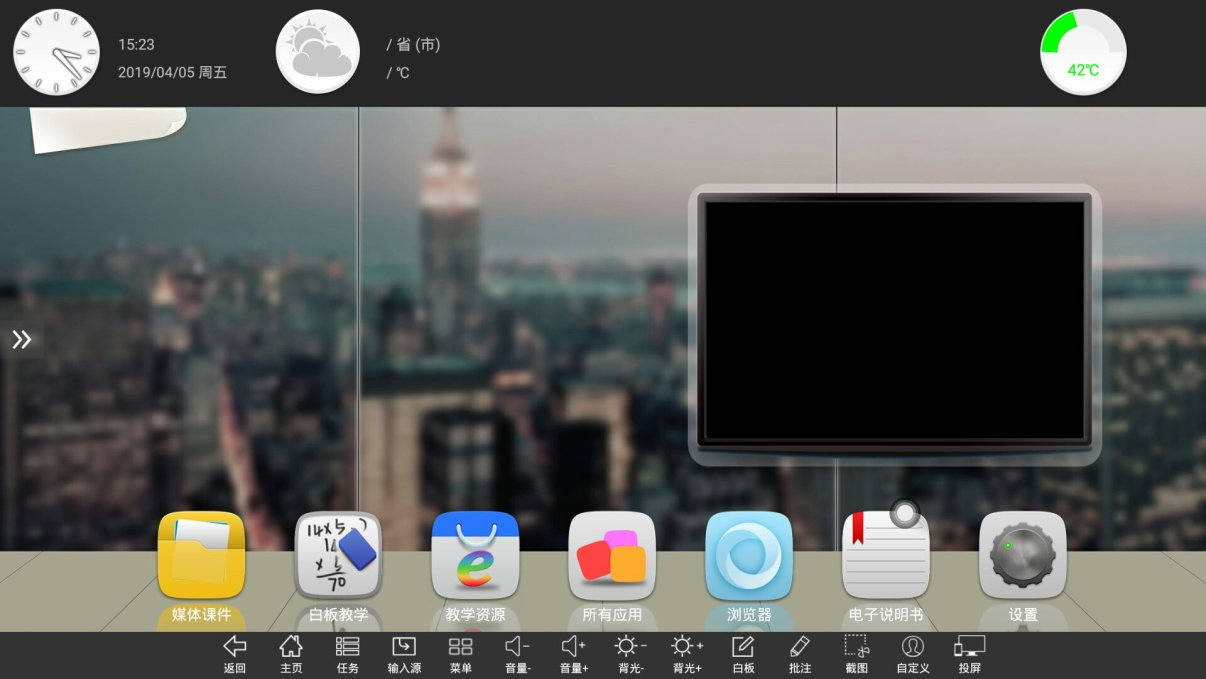 15:23
2019/04/05 周五
/ 省 (市)
/ ℃
42℃
14x5
70
媒体课件
白板教学
教学资源
所有应用
浏览器
电子说明书
设置
返回
主页
任务
输入源
菜单
音量-
音量+
背光-
背光+
白板
批注
截图
自定义
投屏